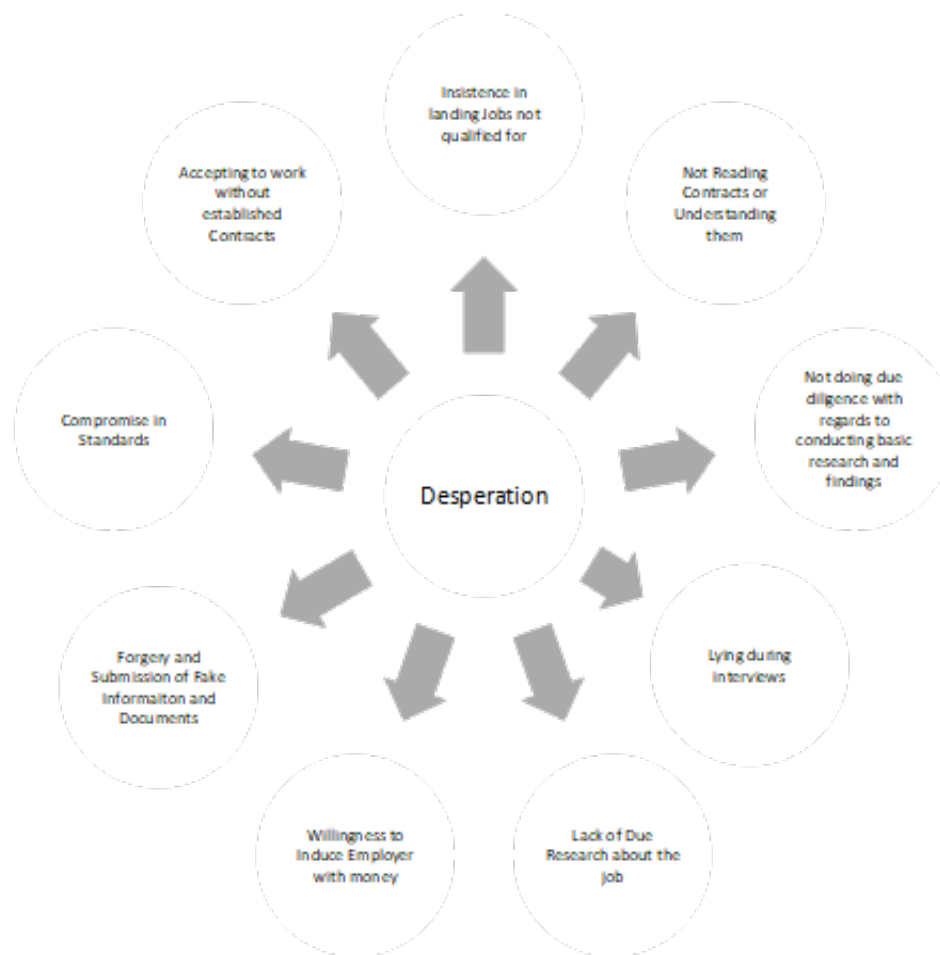 Insistence in
landing Jobs not
qualified for
Not Reading
Contracts or
Understanding
them
Not doing due
diligence with
regards to
conducting basic
research and
findings
Lying during
interviews
Lack of Due
Research about the
job
Willingness to
Induce Employer
with money
Forgery and
Submission of Fake
Informaiton and
Documents
Compromise in
Standards
Accepting to work
without
established
Contracts
Desperation